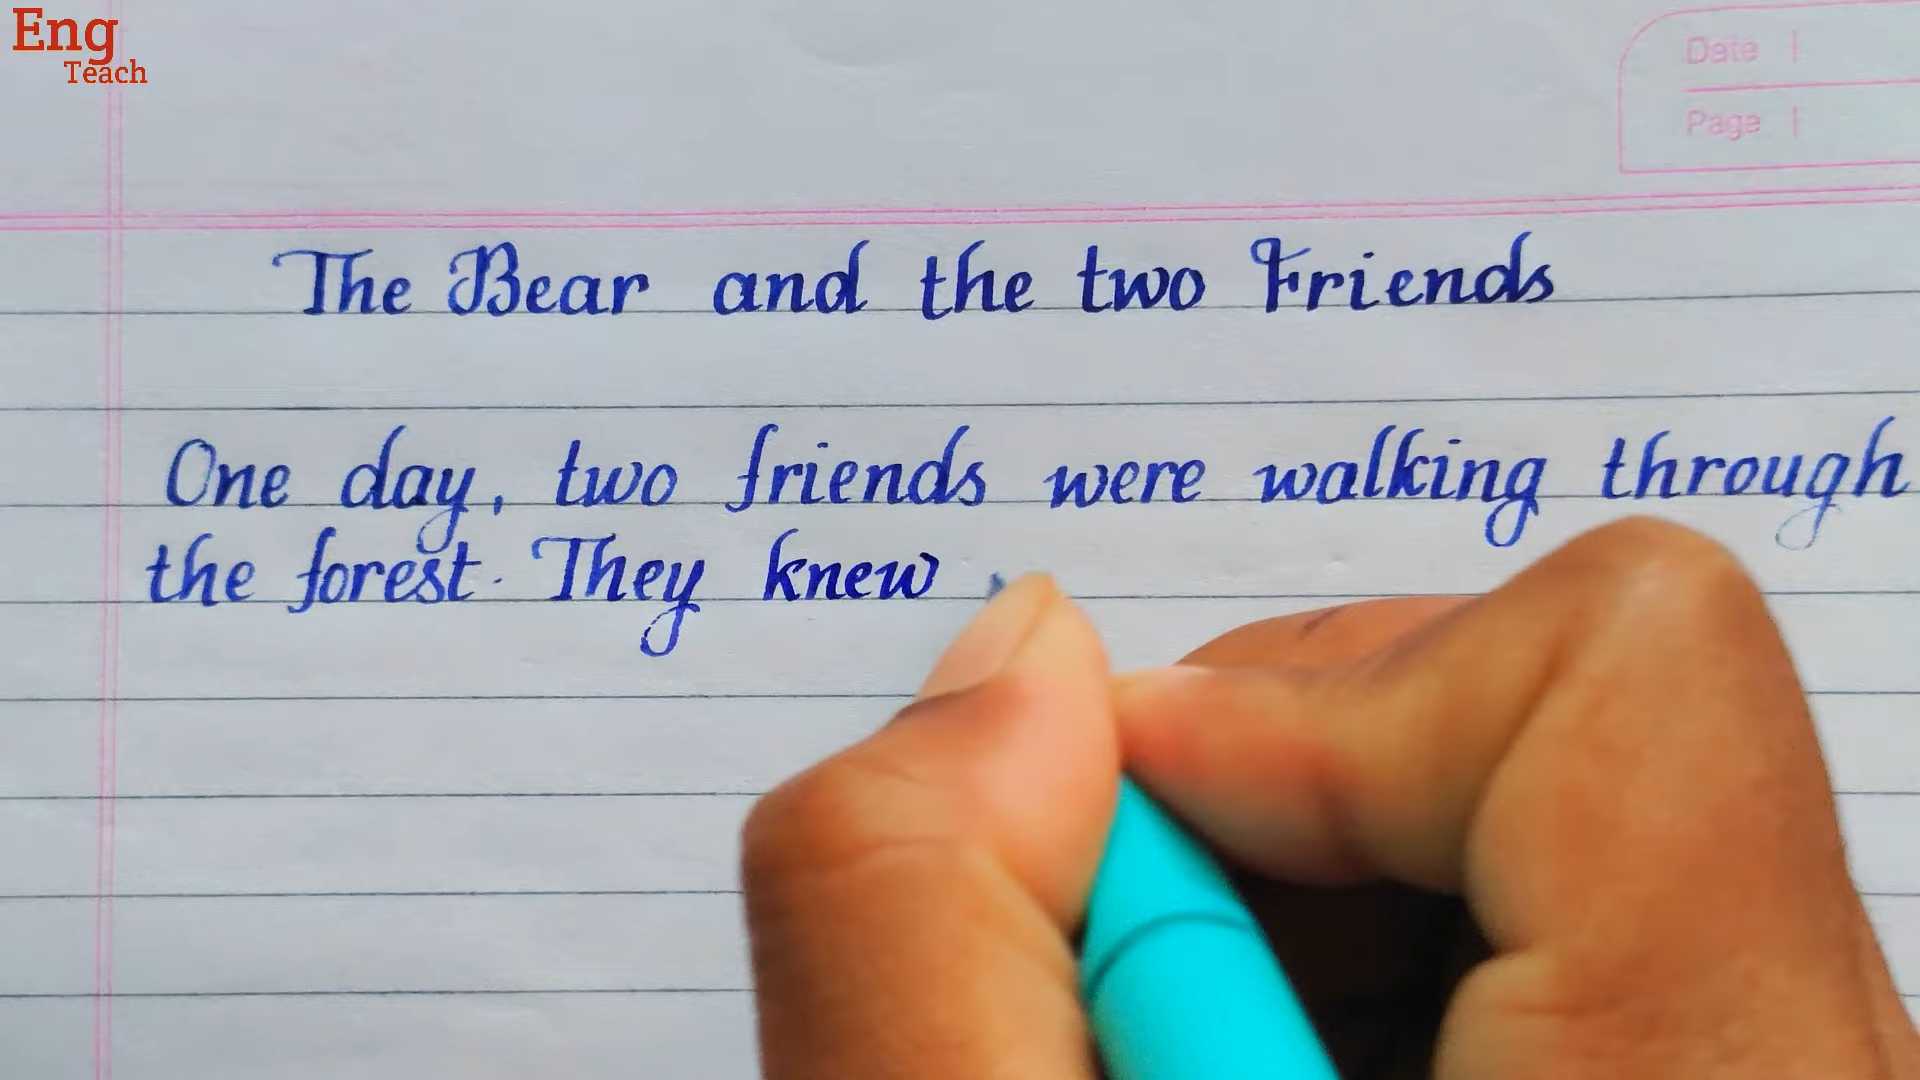 Eng
Teach
Date
Page
The Bear and the two Friends
One day, two friends were walking through
the forest. They knew